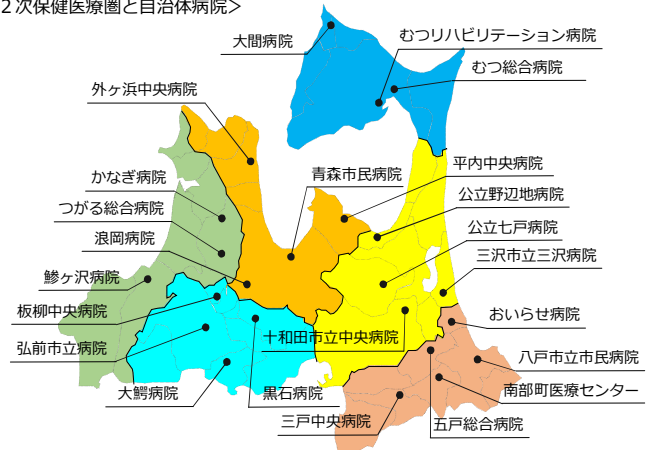 2次保健医療圏と自治体病院＞
大間病院
むつリハビリテーション病院
むつ総合病院
外ヶ浜中央病院
平内中央病院
青森市民病院
かなぎ病院
公立野辺地病院
つがる総合病院
公立七戸病院
浪岡病院
三沢市立三沢病院
鰺ヶ沢病院
板柳中央病院
おいらせ病院
十和田市立中央病院
弘前市立病院
八戸市立市民病院
大鰐病院
黒石病院
南部町医療センター
三戸中央病院
五戸総合病院